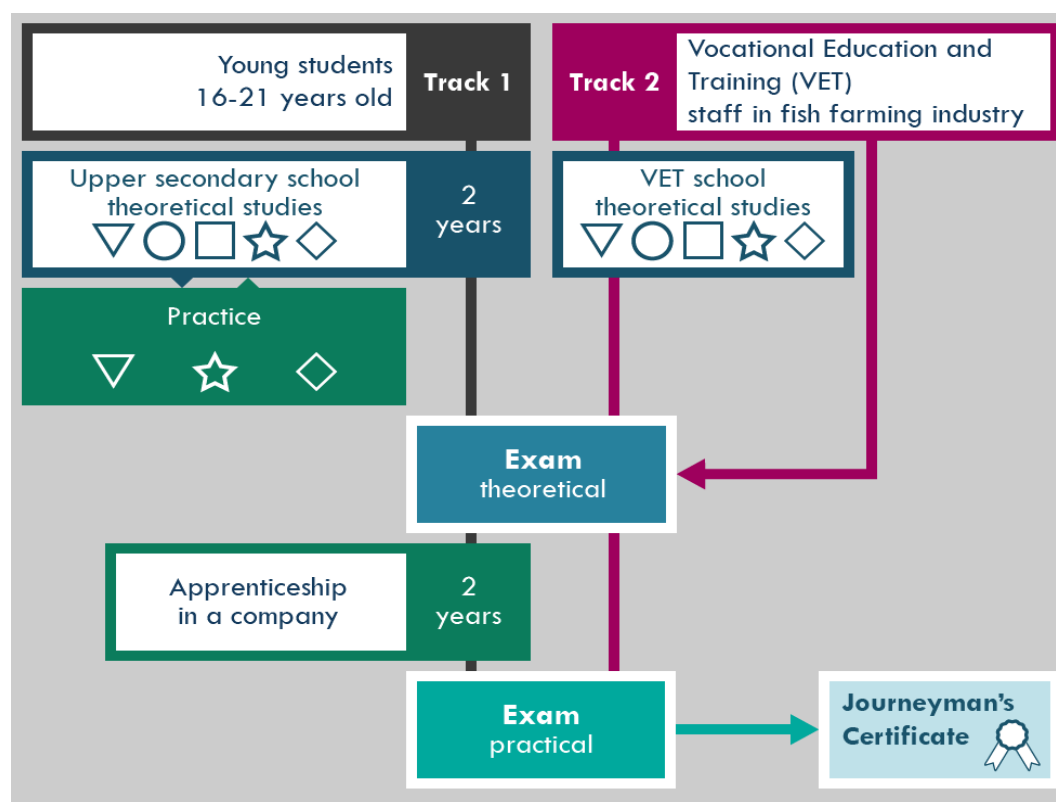 Young students
16-21 years old
Track 1
Track 2
Vocational Education and
Training (VET)
staff in fish farming industry
Upper secondary school
theoretical studies
2
years
VET school
theoretical studies
Practice
Exam
theoretical
Apprenticeship
in a company
2
years
Exam
practical
Journeyman's
Certificate